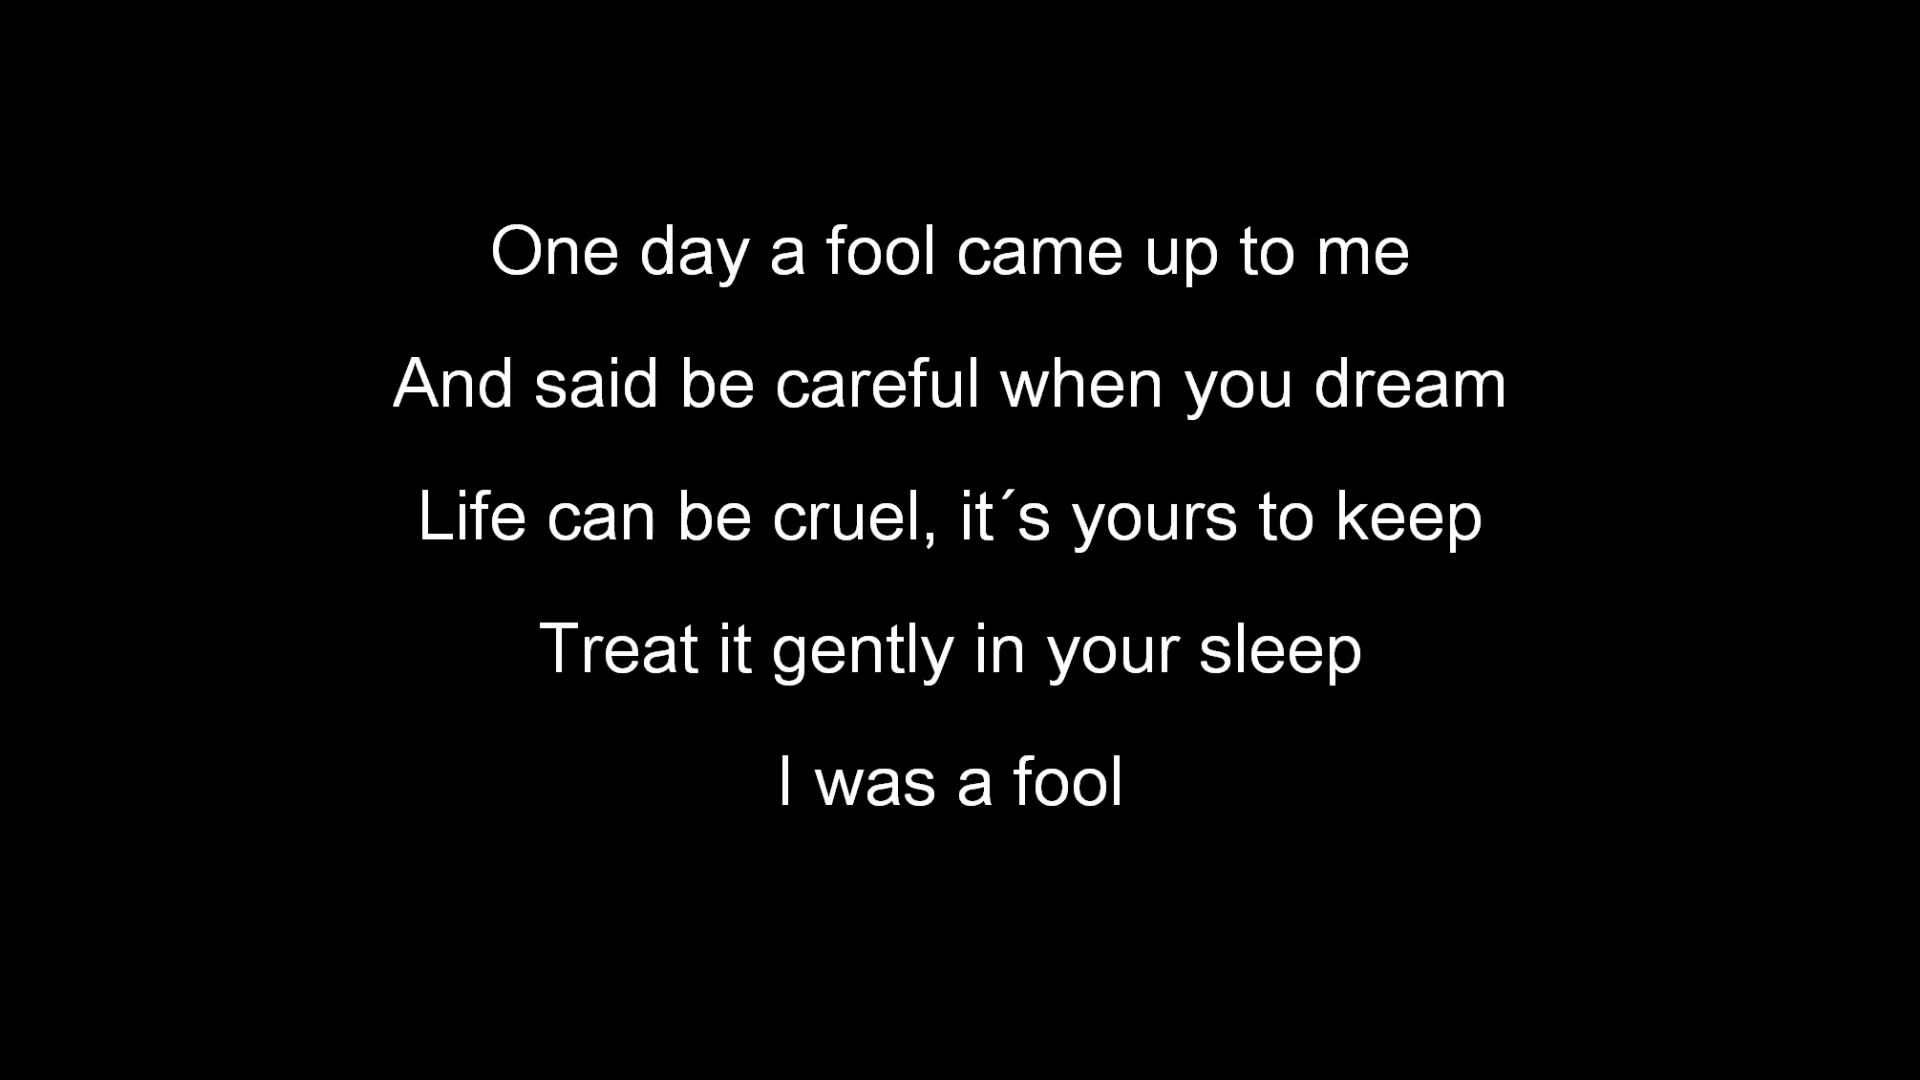 One day a fool came up to me
And said be careful when you dream
Life can be cruel, it´s yours to keep
Treat it gently in your sleep
I was a fool